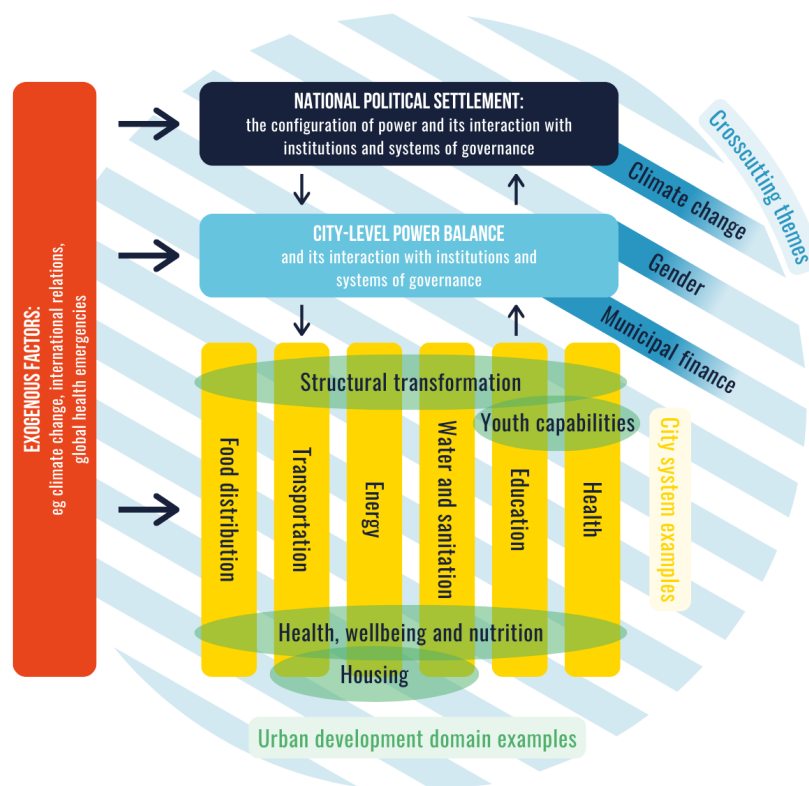 EXOGENOUS FACTORS:
eg climate change, international relations,
global health emergencies
NATIONAL POLITICAL SETTLEMENT:
the configuration of power and its interaction with
institutions and systems of governance
CITY-LEVEL POWER BALANCE
and its interaction with institutions and
systems of governance
Crosscutting themes
Climate change
Gender
Municipal finance
Structural transformation
Youth capabilities
Food distribution
Transportation
Energy
Water and sanitation
Education
Health
City system examples
Health, wellbeing and nutrition
Housing
Urban development domain examples